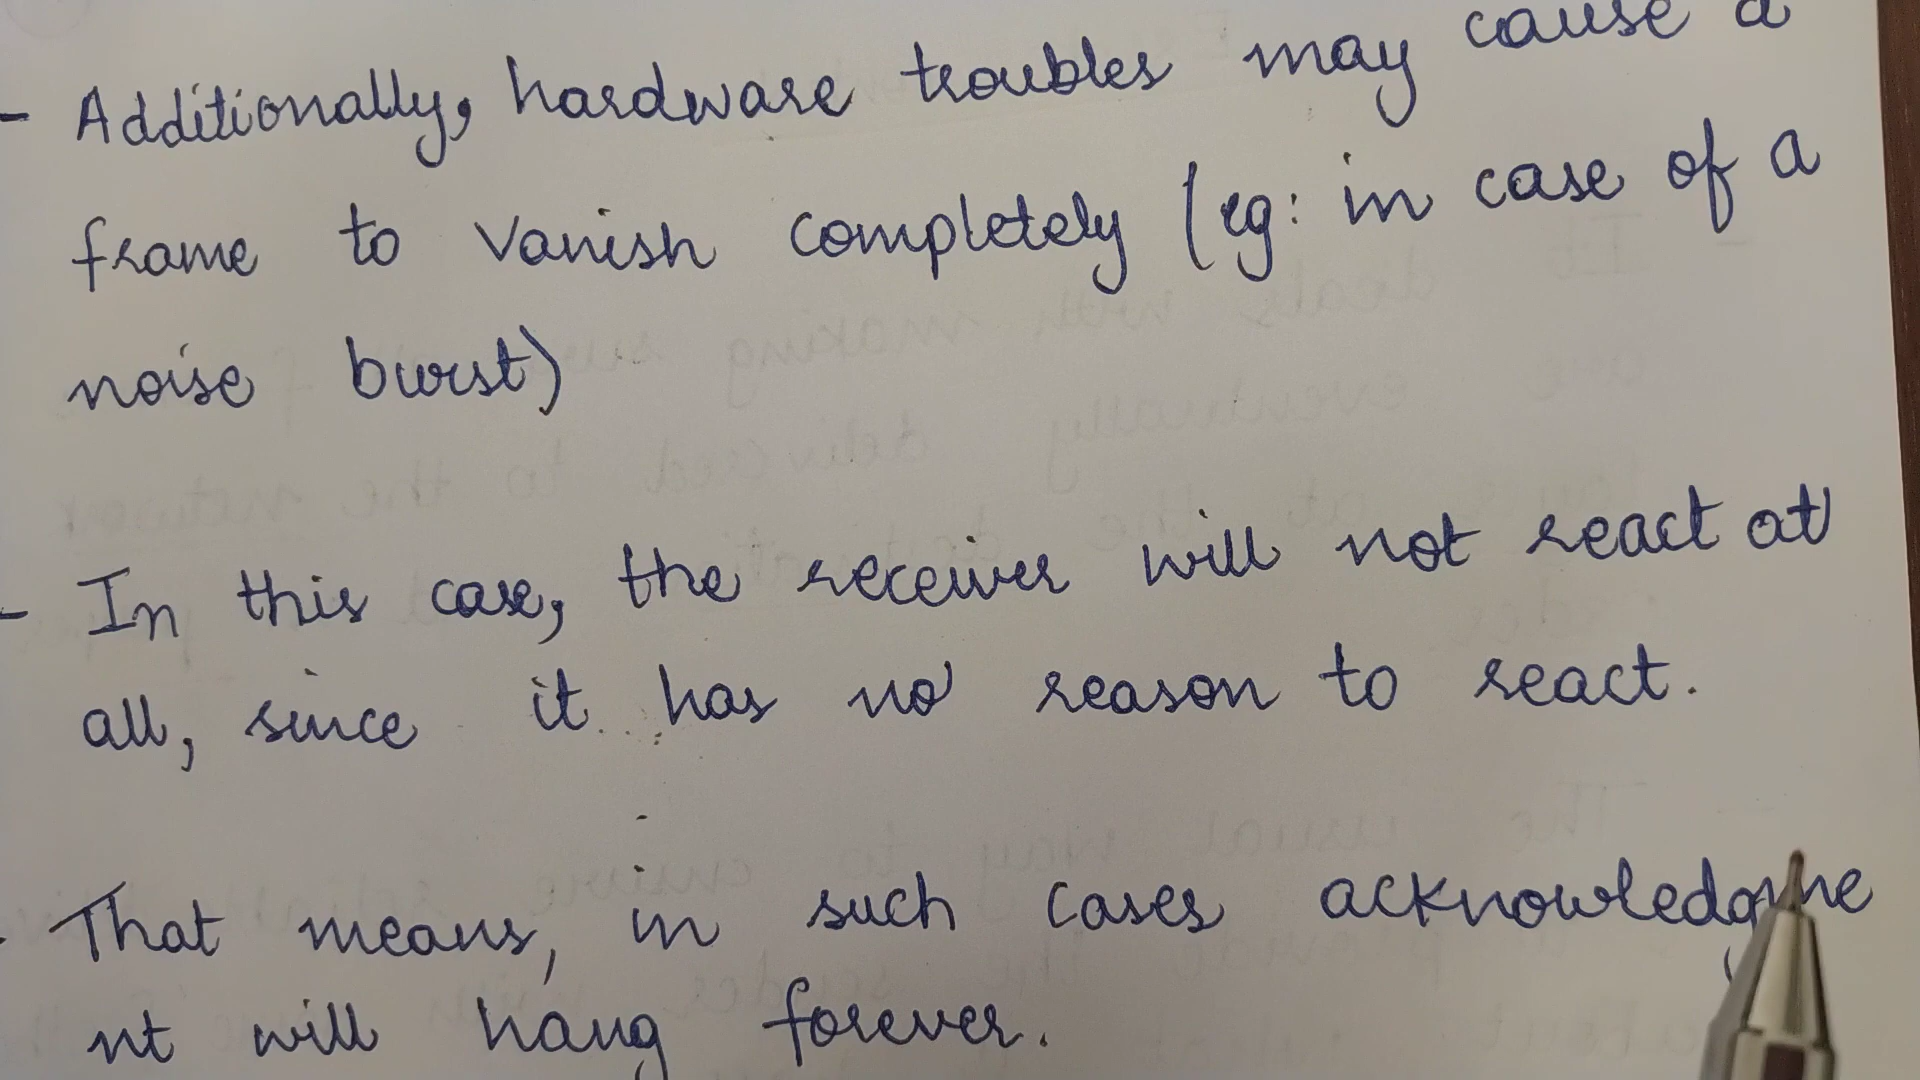 - Additionally, hardware troubles may cause a
frame to vanish completely (eg: in case of a
noise burst)
- In this case, the receiver will not react at
all, since it has no reason to react.
- That means, in such cases acknowledgme
nt will hang forever.